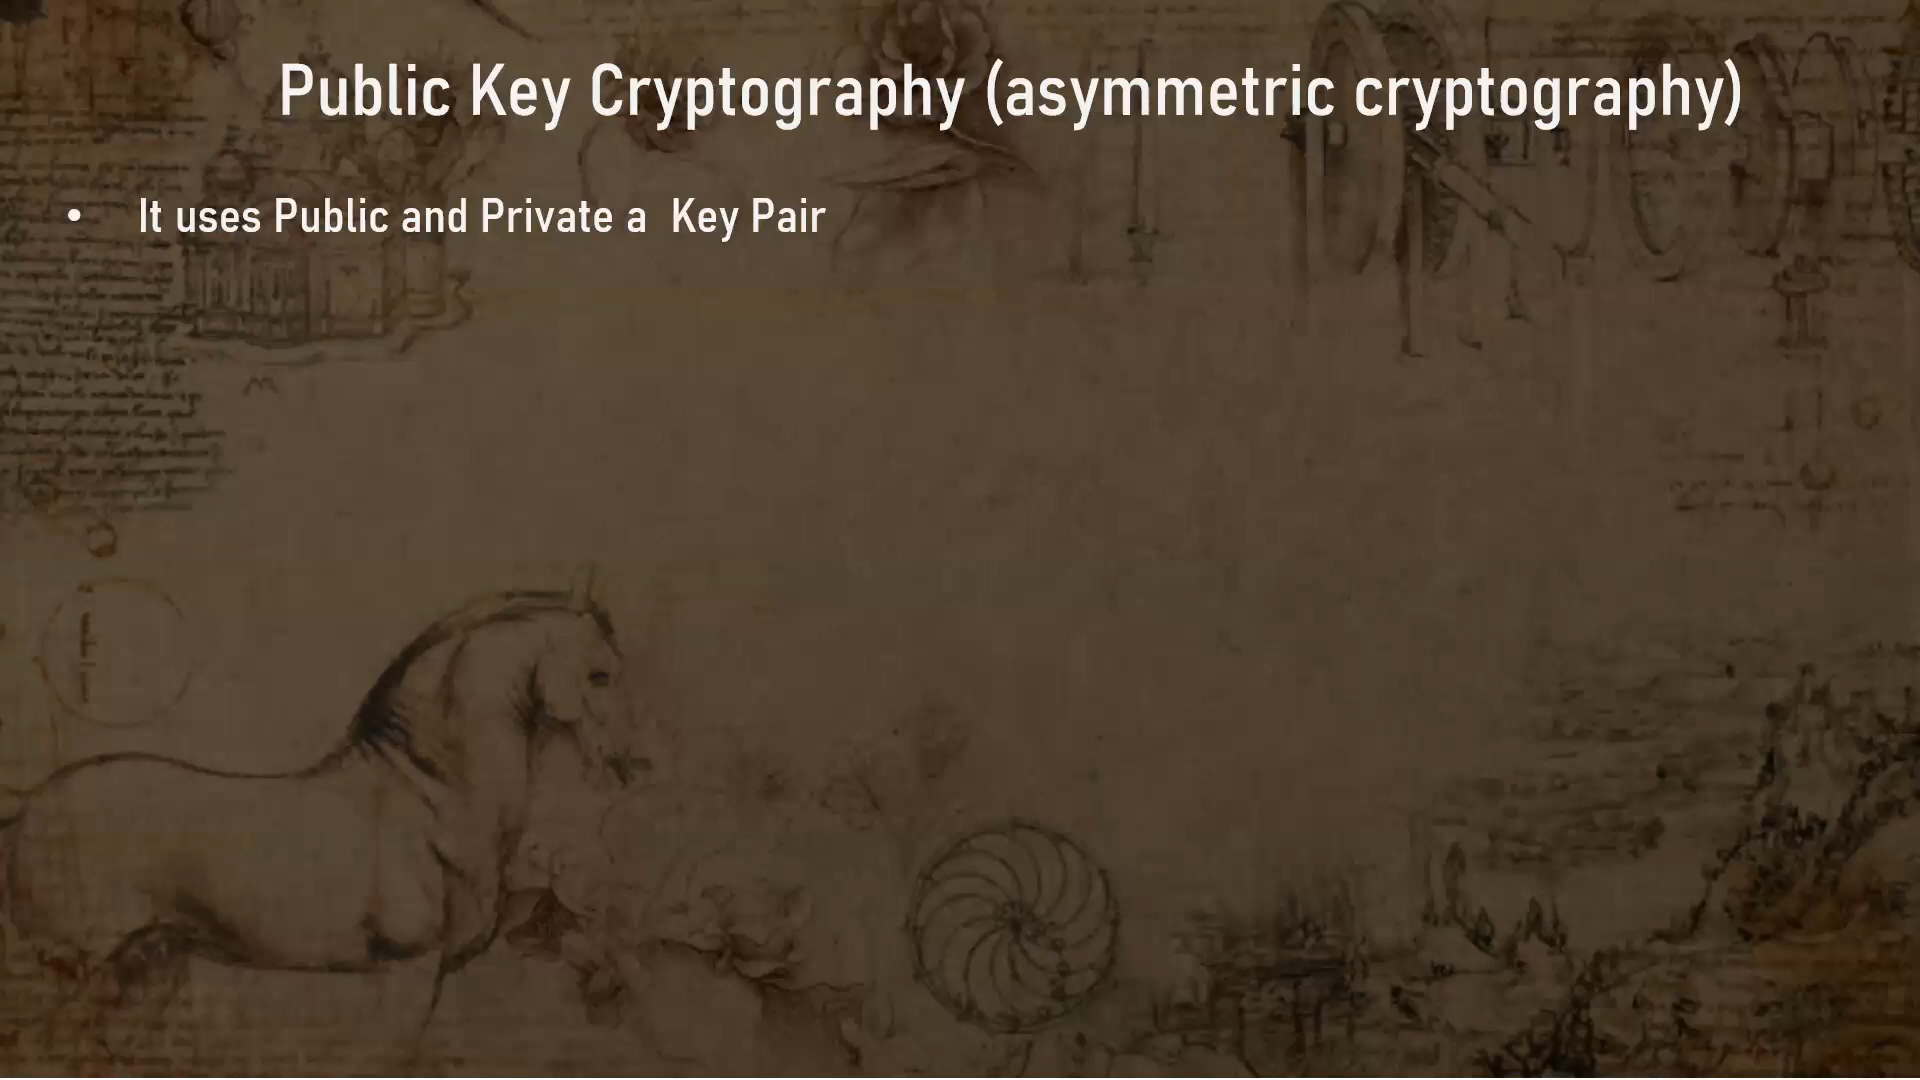 Public Key Cryptography (asymmetric cryptography)
• It uses Public and Private a  Key Pair